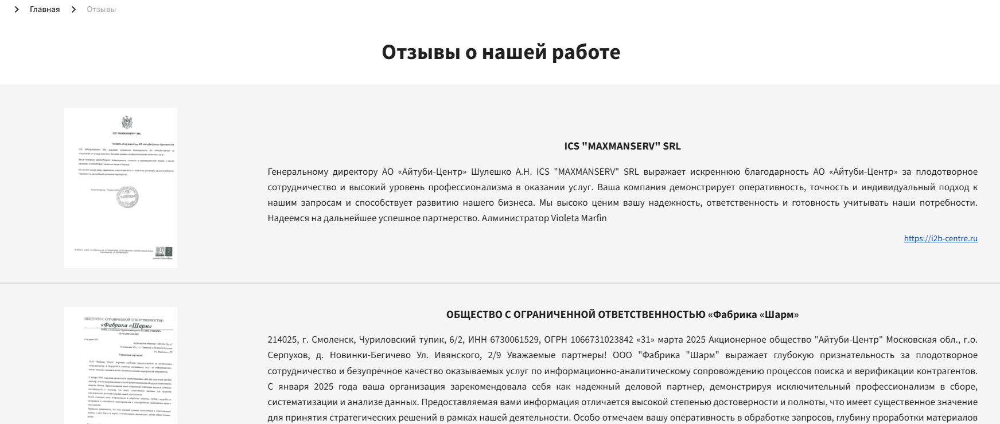 Главная
Отзывы
Отзывы о нашей работе
ICS "MAXMANSERV" SRL
Генеральному директору АО «Айтуби-Центр» Шулешко А.Н. ICS "MAXMANSERV" SRL выражает искреннюю благодарность АО «Айтуби-Центр» за плодотворное
сотрудничество и высокий уровень профессионализма в оказании услуг. Ваша компания демонстрирует оперативность, точность и индивидуальный подход к
нашим запросам и способствует развитию нашего бизнеса. Мы высоко ценим вашу надежность, ответственность и готовность учитывать наши потребности.
Надеемся на дальнейшее успешное партнерство. Алминистратор Violeta Marfin
https://i2b-centre.ru
ОБЩЕСТВО С ОГРАНИЧЕННОЙ ОТВЕТСТВЕННОСТЬЮ
«Фабрика «Шарм»
ОБЩЕСТВО С ОГРАНИЧЕННОЙ ОТВЕТСТВЕННОСТЬЮ «Фабрика «Шарм»
214025, г. Смоленск, Чуриловский тупик, 6/2, ИНН 6730061529, ОГРН 1066731023842 «31» марта 2025 Акционерное общество "Айтуби-Центр" Московская обл., г.о.
Серпухов, д. Новинки-Бегичево Ул. Ивянского, 2/9 Уважаемые партнеры! ООО "Фабрика "Шарм" выражает глубокую признательность за плодотворное
сотрудничество и безупречное качество оказываемых услуг по информационно-аналитическому сопровождению процессов поиска и верификации контрагентов.
С января 2025 года ваша организация зарекомендовала себя как надежный деловой партнер, демонстрируя исключительный профессионализм в сборе,
систематизации и анализе данных. Предоставляемая вами информация отличается высокой степенью достоверности и полноты, что имеет существенное значение
для принятия стратегических решений в рамках нашей деятельности. Особо отмечаем вашу оперативность в обработке запросов, глубину проработки материалов